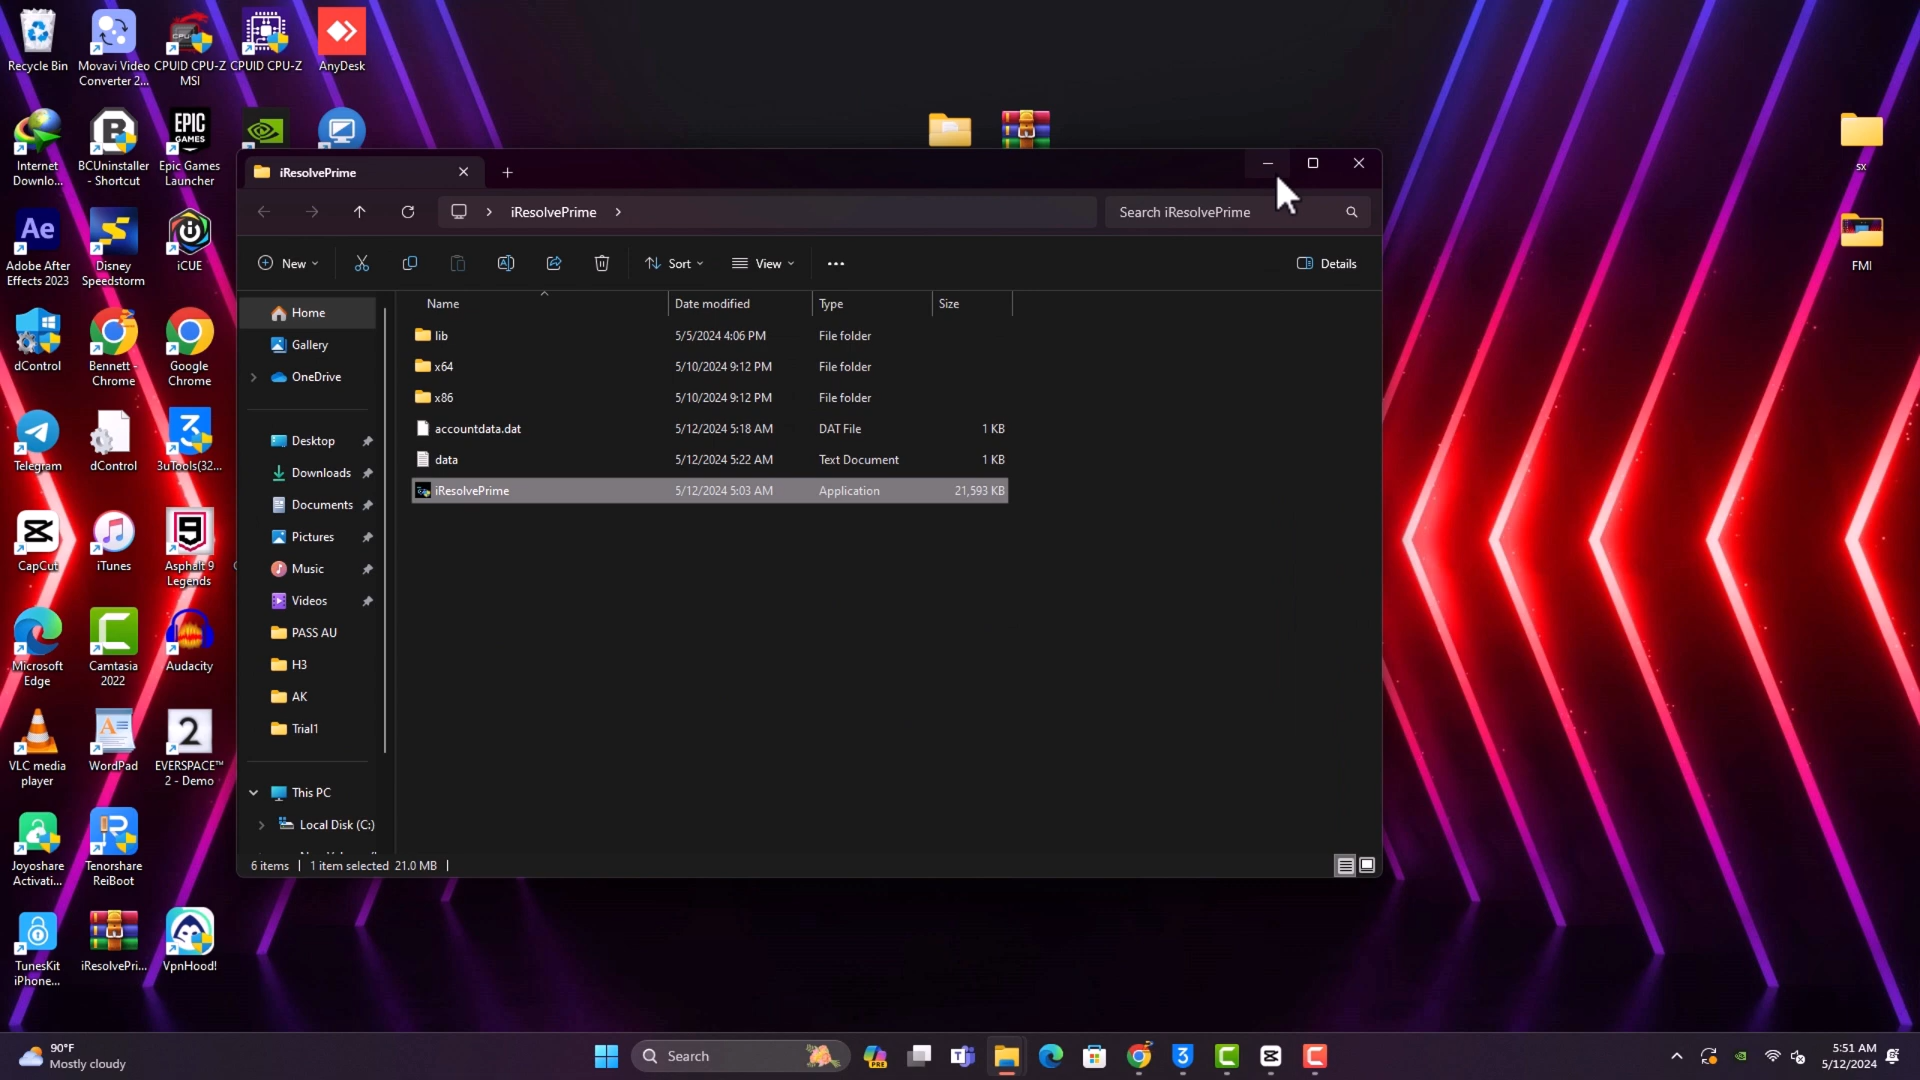 Recycle Bin
Movavi Video
Converter 2...
CPUID CPU-Z
MSI
CPUID CPU-Z
AnyDesk
Internet
Downlo...
BCUninstaller
- Shortcut
EPIC
GAMES
Epic Games
Launcher
Ae
Adobe After
Effects 2023
Disney
Speedstorm
iCUE
dControl
Bennett -
Chrome
Google
Chrome
Telegram
dControl
3uTools(32...
CapCut
iTunes
Asphalt 9
Legends
Microsoft
Edge
Camtasia
2022
Audacity
VLC media
player
WordPad
EVERSPACE™
2 - Demo
Joyoshare
Activati...
Tenorshare
ReiBoot
TunesKit
iPhone...
iResolvePri...
VpnHood!
sx
FMI
iResolvePrime
iResolvePrime
Search iResolvePrime
New
Sort
View
Details
Name
Date modified
Type
Size
lib 5/5/2024 4:06 PM File folder
x64 5/10/2024 9:12 PM File folder
x86 5/10/2024 9:12 PM File folder
accountdata.dat 5/12/2024 5:18 AM DAT File 1 KB
data 5/12/2024 5:22 AM Text Document 1 KB
iResolvePrime 5/12/2024 5:03 AM Application 21,593 KB
Home
Gallery
OneDrive
Desktop
Downloads
Documents
Pictures
Music
Videos
PASS AU
H3
AK
Trial1
This PC
Local Disk (C:)
6 items
1 item selected 21.0 MB
90°F
Mostly cloudy
Search
5:51 AM
5/12/2024